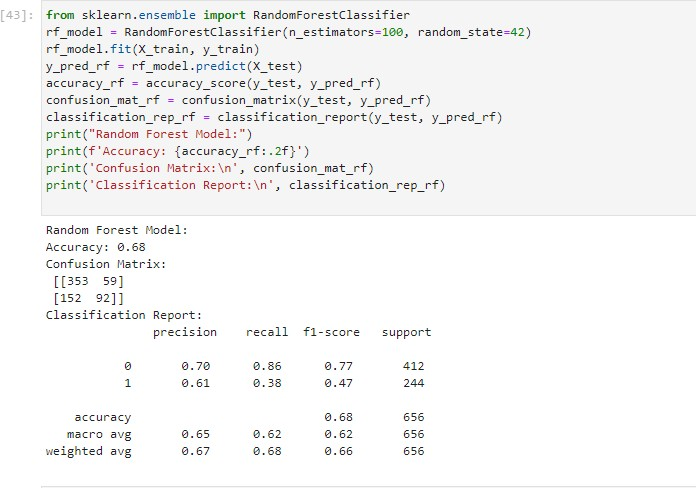 [43]: from sklearn.ensemble import RandomForestClassifier
rf_model = RandomForestClassifier(n_estimators=100, random_state=42)
rf_model.fit(X_train, y_train)
y_pred_rf = rf_model.predict(X_test)
accuracy_rf = accuracy_score(y_test, y_pred_rf)
confusion_mat_rf = confusion_matrix(y_test, y_pred_rf)
classification_rep_rf = classification_report(y_test, y_pred_rf)
print("Random Forest Model:")
print(f'Accuracy: {accuracy_rf:.2f}')
print('Confusion Matrix:\n', confusion_mat_rf)
print('Classification Report:\n', classification_rep_rf)
Random Forest Model:
Accuracy: 0.68
Confusion Matrix:
[[353  59]
[152  92]]
Classification Report:
precision    recall  f1-score   support
0       0.70      0.86      0.77       412
1       0.61      0.38      0.47       244
accuracy                           0.68       656
macro avg       0.65      0.62      0.62       656
weighted avg       0.67      0.68      0.66       656